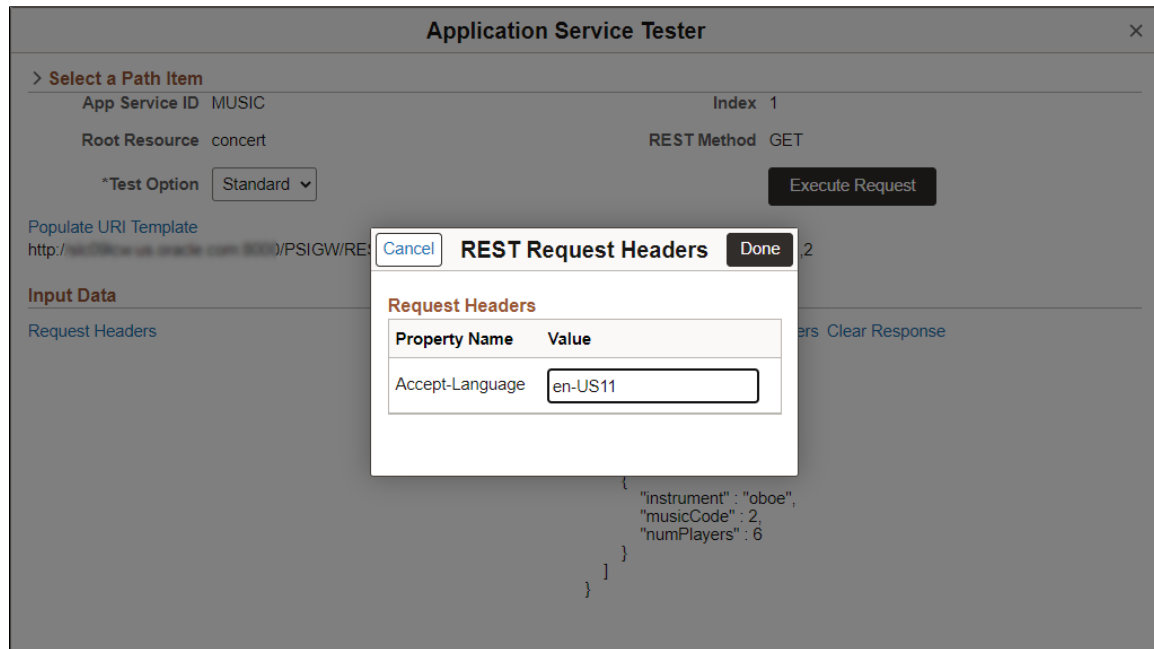 Application Service Tester
Select a Path Item
App Service ID MUSIC Index 1
Root Resource concert REST Method GET
*Test Option Standard Execute Request
Populate URI Template
http:/ /PSIGW/RES ,2
Cancel REST Request Headers Done
Input Data
Request Headers
ers Clear Response
Request Headers
Property Name Value
Accept-Language en-US11
{
"instrument" : "oboe",
"musicCode" : 2,
"numPlayers" : 6
}
]
}